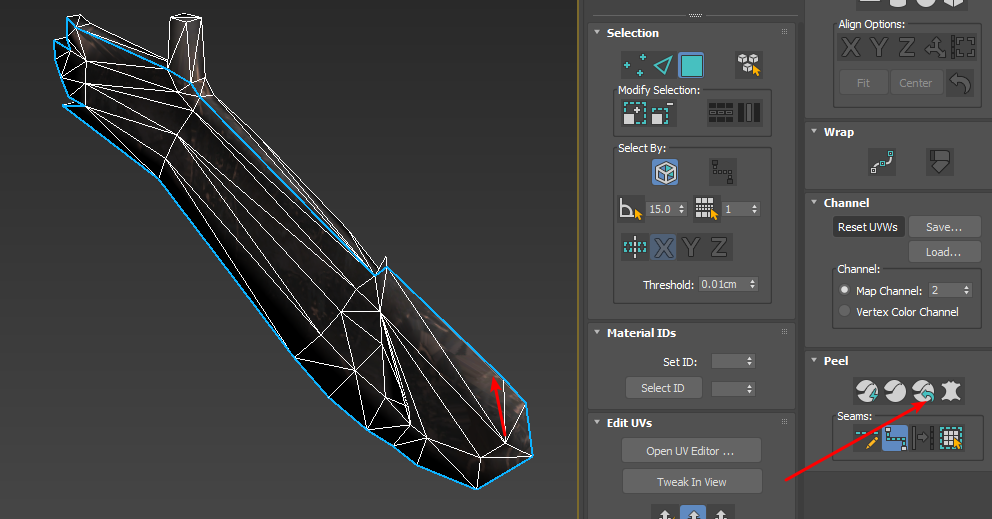 Selection
Modify Selection:
Select By:
15.0
1
X Y Z
Threshold: 0.01cm
Material IDs
Set ID:
Select ID
Edit UVs
Open UV Editor ...
Tweak In View
Align Options:
X Y Z
Fit
Center
Wrap
Channel
Reset UVWs
Save...
Load...
Channel:
Map Channel: 2
Vertex Color Channel
Peel
Seams: